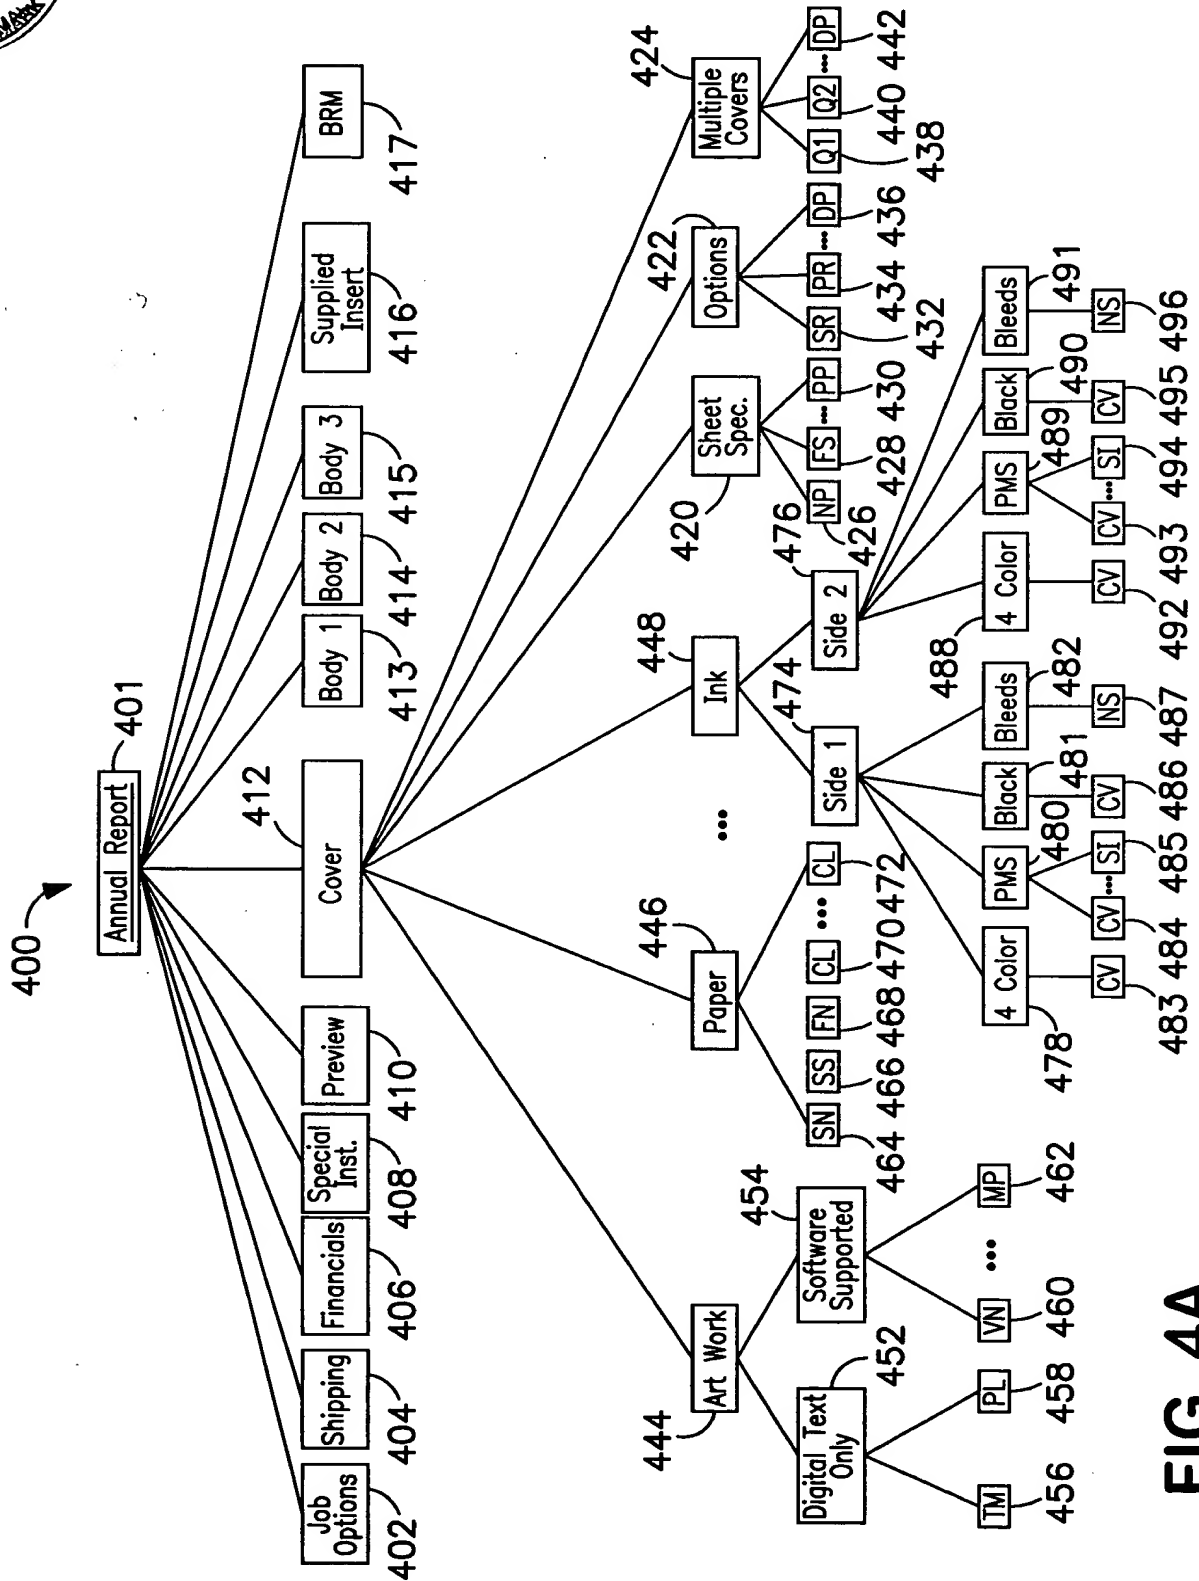 400
Annual Report
401
Job
Options
402
Shipping
404
Financials
406
Special
Inst.
408
Preview
410
Cover
412
Body 1
413
Body 2
414
Body 3
415
Supplied
Insert
416
BRM
417
Art Work
444
Paper
446
Ink
448
Sheet
Spec.
420
Options
422
Multiple
Covers
424
Digital Text
Only
452
Software
Supported
454
SN
464
SS
466
FN
468
CL
470
...
CL
472
...
Side 1
474
Side 2
476
NP
426
FS
428
...
PP
430
SR
432
PR
434
...
DP
436
Q1
438
Q2
440
...
DP
442
TM
456
PL
458
VN
460
...
MP
462
4 Color
478
PMS
480
Black
481
Bleeds
482
4 Color
488
PMS
489
Black
490
Bleeds
491
CV
483
CV
484
...
SI
485
CV
486
NS
487
CV
492
CV
493
...
SI
494
CV
495
NS
496
FIG. 4A